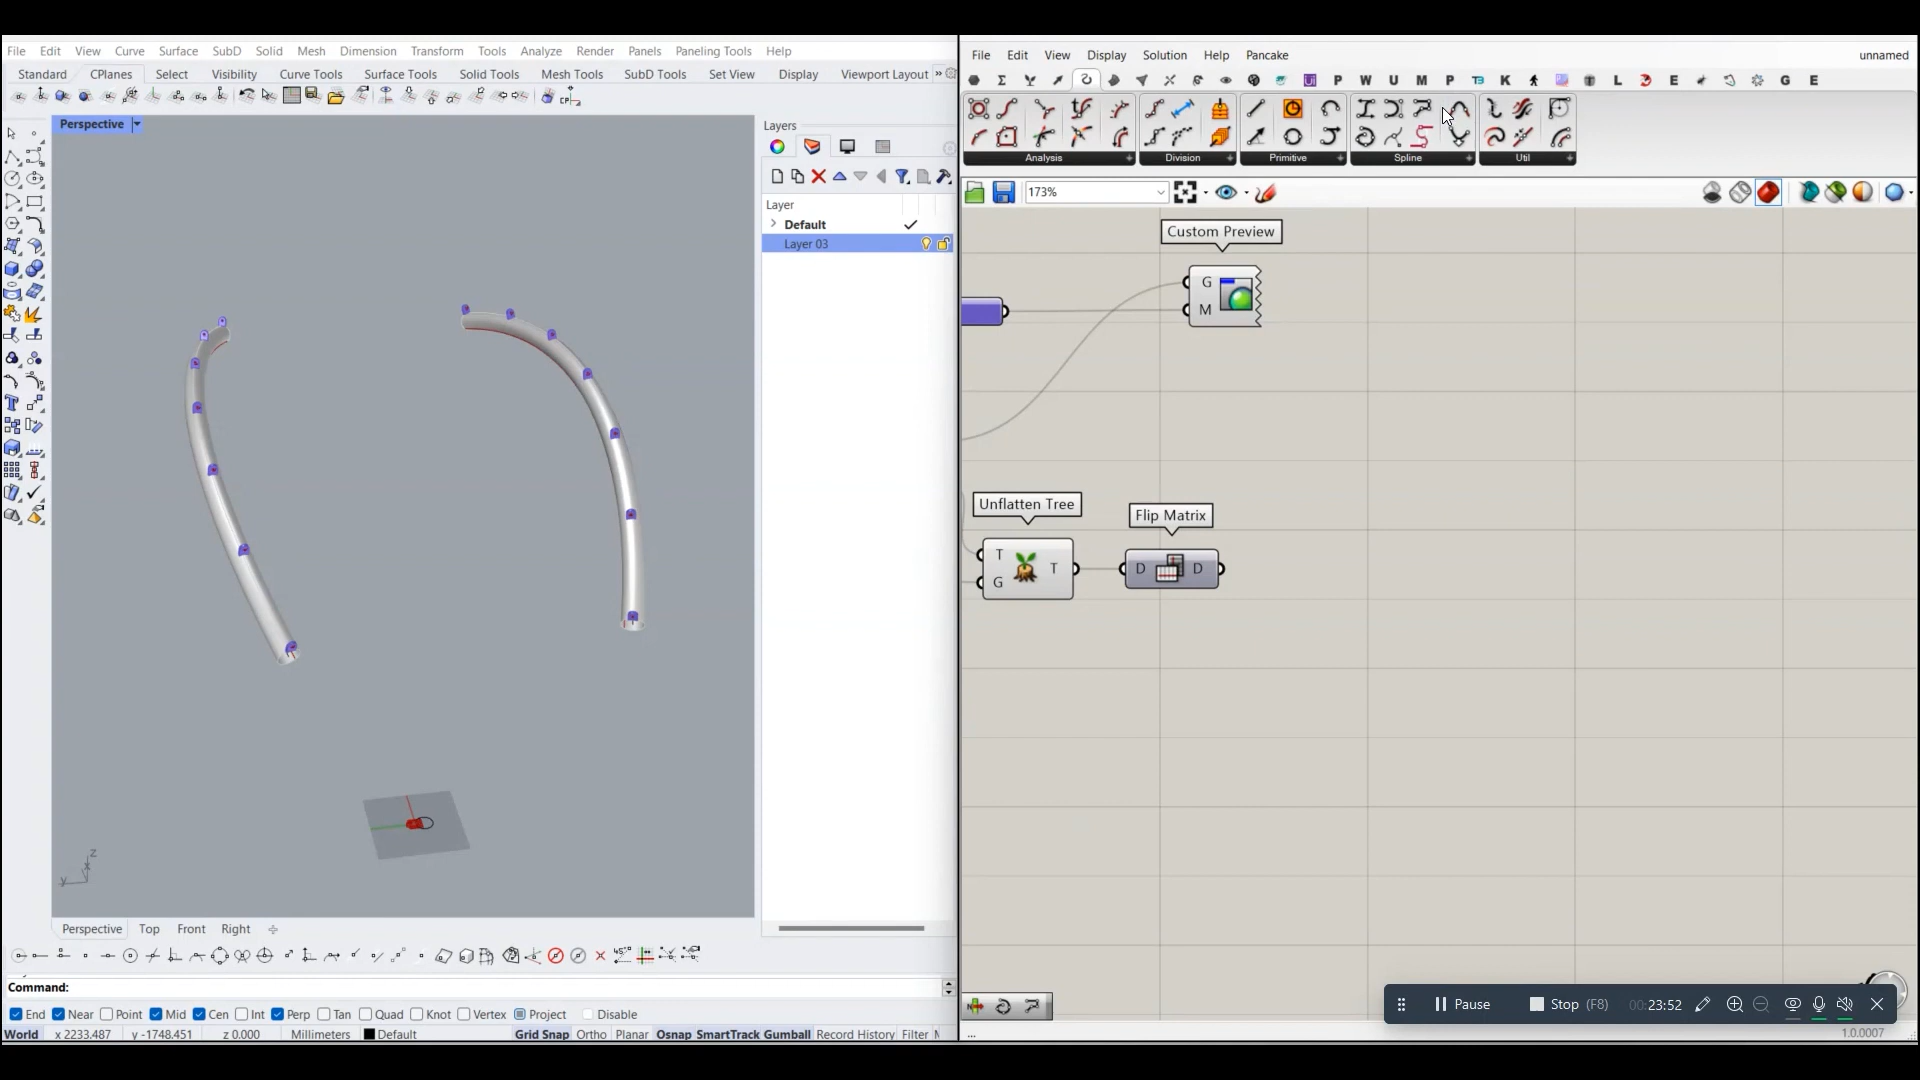 File Edit View Curve Surface SubD Solid Mesh Dimension Transform Tools Analyze Render Panels Paneling Tools Help
Standard CPlanes Select Visibility Curve Tools Surface Tools Solid Tools Mesh Tools SubD Tools Set View Display Viewport Layout »
Perspective
Layers
Layer
Default
Layer 03
z
x
y
Perspective Top Front Right
Command:
End Near Point Mid Cen Int Perp Tan Quad Knot Vertex Project Disable
World x 2233.487 y -1748.451 z 0.000 Millimeters Default Grid Snap Ortho Planar Osnap SmartTrack Gumball Record History Filter M
File Edit View Display Solution Help Pancake unnamed
P W U M P K L E G E
Analysis Division Primitive Spline Util
173%
Custom Preview
G
M
Unflatten Tree
T T
G
Flip Matrix
D D
Pause Stop (F8) 00:23:52
...
1.0.0007